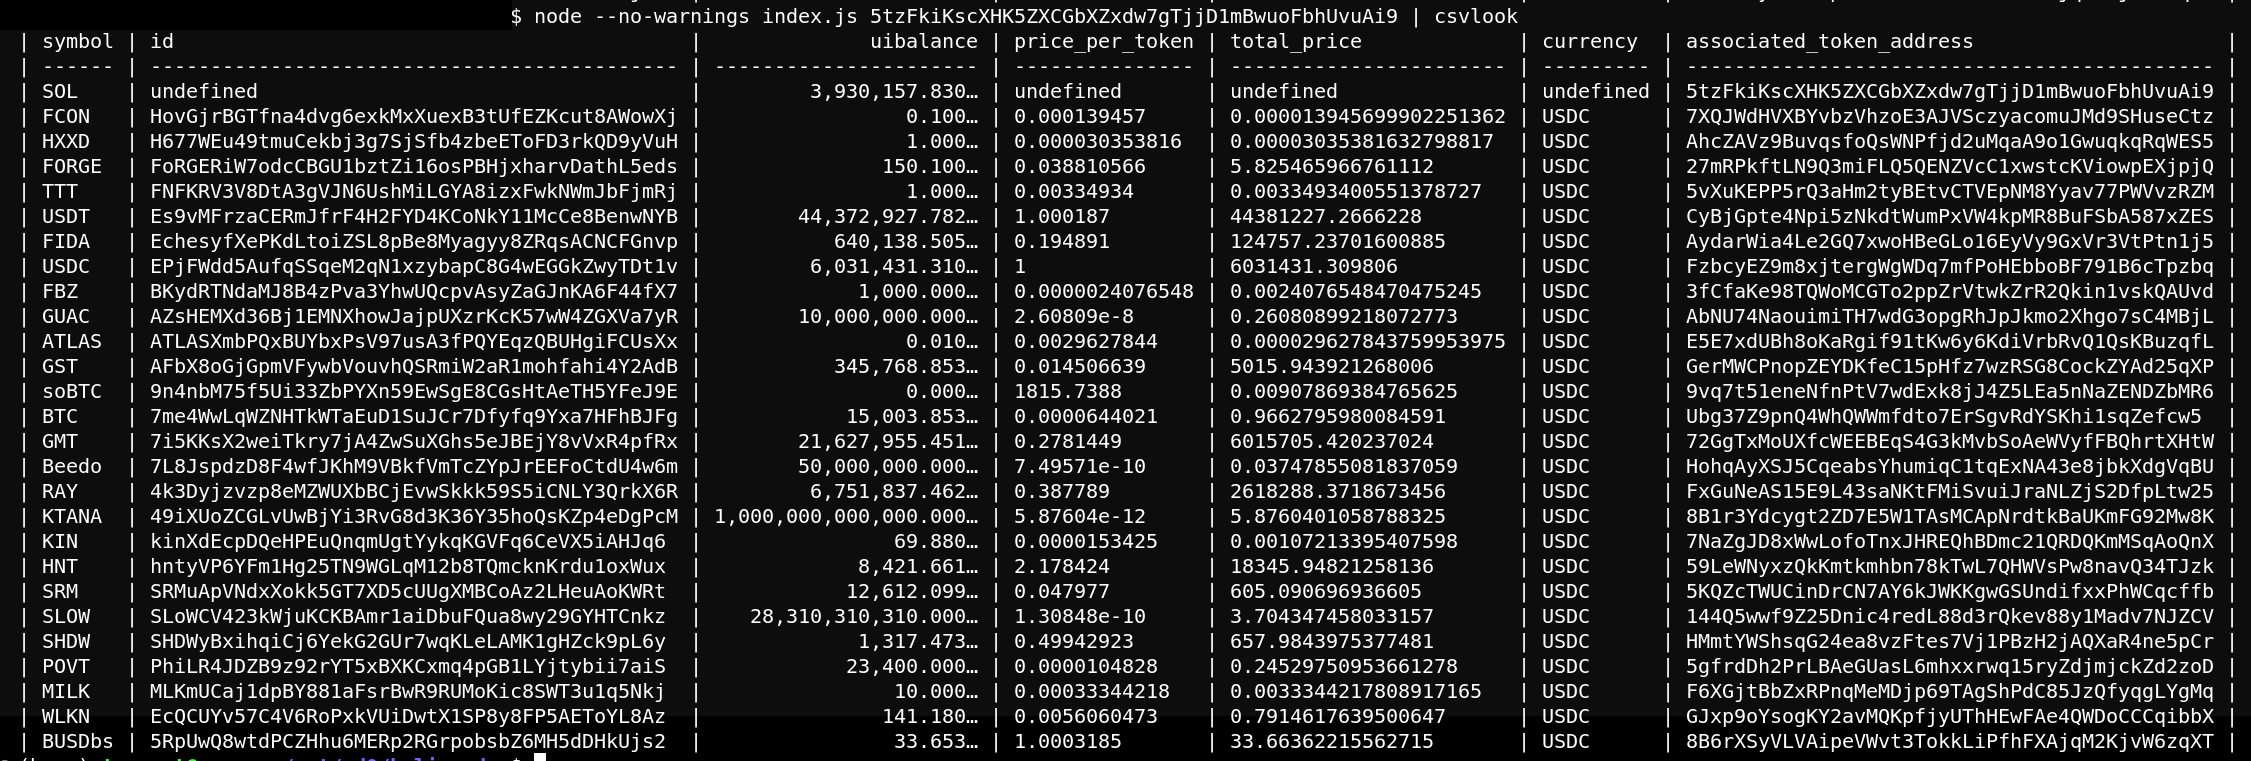 $ node --no-warnings index.js 5tzFkiKscXHK5ZXCGbXZxdw7gTjjD1mBwuoFbhUvuAi9 | csvlook
| symbol | id | uibalance | price_per_token | total_price | currency | associated_token_address |
| ------ | -------------------------------------------- | ---------------------- | --------------- | ----------------------- | --------- | -------------------------------------------- |
| SOL | undefined | 3,930,157.830… | undefined | undefined | undefined | 5tzFkiKscXHK5ZXCGbXZxdw7gTjjD1mBwuoFbhUvuAi9 |
| FCON | HovGjrBGTfna4dvg6exkMxXuexB3tUfEZKcut8AWowXj | 0.100… | 0.000139457 | 0.000013945699902251362 | USDC | 7XQJWdHVXBYvbzVhzoE3AJVSczyacomuJMd9SHuseCtz |
| HXXD | H677WEu49tmuCekbj3g7SjSfb4zbeEToFD3rkQD9yVuH | 1.000… | 0.000030353816 | 0.00003035381632798817 | USDC | AhcZAVz9BuvqsfoQsWNPfjd2uMqaA9o1GwuqkqRqWES5 |
| FORGE | FoRGERiW7odcCBGU1bztZi16osPBHjxharvDathL5eds | 150.100… | 0.038810566 | 5.825465966761112 | USDC | 27mRPkftLN9Q3miFLQ5QENZVcC1xwstcKViowpEXjpjQ |
| TTT | FNFKRV3V8DtA3gVJN6UshMiLGYA8izxFwkNWmJbFjmRj | 1.000… | 0.00334934 | 0.0033493400551378727 | USDC | 5vXuKEPP5rQ3aHm2tyBEtvCTVEpNM8Yyav77PWVvzRZM |
| USDT | Es9vMFrzaCERmJfrF4H2FYD4KCoNkY11McCe8BenwNYB | 44,372,927.782… | 1.000187 | 44381227.2666228 | USDC | CyBjGpte4Npi5zNkdtWumPxVW4kpMR8BuFSbA587xZES |
| FIDA | EchesyfXePKdLtoiZSL8pBe8Myagyy8ZRqsACNCFGnvp | 640,138.505… | 0.194891 | 124757.23701600885 | USDC | AydarWia4Le2GQ7xwoHBeGLo16EyVy9GxVr3VtPtn1j5 |
| USDC | EPjFWdd5AufqSSqeM2qN1xzybapC8G4wEGGkZwyTDt1v | 6,031,431.310… | 1 | 6031431.309806 | USDC | FzbcyEZ9m8xjtergWgWDq7mfPoHEbboBF791B6cTpzbq |
| FBZ | BKydRTNdaMJ8B4zPva3YhwUQcpvAsyZaGJnKA6F44fX7 | 1,000.000… | 0.0000024076548 | 0.0024076548470475245 | USDC | 3fCfaKe98TQWoMCGTo2ppZrVtwkZrR2Qkin1vskQAUvd |
| GUAC | AZsHEMXd36Bj1EMNXhowJajpUXzrKcK57wW4ZGXVa7yR | 10,000,000.000… | 2.60809e-8 | 0.26080899218072773 | USDC | AbNU74NaouimiTH7wdG3opgRhJpJkmo2Xhgo7sC4MBjL |
| ATLAS | ATLASXmbPQxBUYbxPsV97usA3fPQYEqzQBUHgiFCUsXx | 0.010… | 0.0029627844 | 0.000029627843759953975 | USDC | E5E7xdUBh8oKaRgif91tKw6y6KdiVrbRvQ1QsKBuzqfL |
| GST | AFbX8oGjGpmVFywbVouvhQSRmiW2aR1mohfahi4Y2AdB | 345,768.853… | 0.014506639 | 5015.943921268006 | USDC | GerMWCPnopZEYDKfeC15pHfz7wzRSG8CockZYAd25qXP |
| soBTC | 9n4nbM75f5Ui33ZbPYXn59EwSgE8CGsHtAeTH5YFeJ9E | 0.000… | 1815.7388 | 0.00907869384765625 | USDC | 9vq7t51eneNfnPtV7wdExk8jJ4Z5LEa5nNaZENDZbMR6 |
| BTC | 7me4WwLqWZNHTkWTaEuD1SuJCr7Dfyfq9Yxa7HFhBJFg | 15,003.853… | 0.0000644021 | 0.9662795980084591 | USDC | Ubg37Z9pnQ4WhQWWmfdto7ErSgvRdYSKhi1sqZefcw5 |
| GMT | 7i5KKsX2weiTkry7jA4ZwSuXGhs5eJBEjY8vVxR4pfRx | 21,627,955.451… | 0.2781449 | 6015705.420237024 | USDC | 72GgTxMoUXfcWEEBEqS4G3kMvbSoAeWVyfFBQhrtXHtW |
| Beedo | 7L8JspdzD8F4wfJKhM9VBkfVmTcZYpJrEEFoCtdU4w6m | 50,000,000.000… | 7.49571e-10 | 0.03747855081837059 | USDC | HohqAyXSJ5CqeabsYhumiqC1tqExNA43e8jbkXdgVqBU |
| RAY | 4k3Dyjzvzp8eMZWUXbBCjEvwSkkk59S5iCNLY3QrkX6R | 6,751,837.462… | 0.387789 | 2618288.3718673456 | USDC | FxGuNeAS15E9L43saNKtFMiSvuiJraNLZjS2DfpLtw25 |
| KTANA | 49iXUoZCGLvUwBjYi3RvG8d3K36Y35hoQsKZp4eDgPcM | 1,000,000,000,000.000… | 5.87604e-12 | 5.8760401058788325 | USDC | 8B1r3Ydcygt2ZD7E5W1TAsMCApNrdtkBaUKmFG92Mw8K |
| KIN | kinXdEcpDQeHPEuQnqmUgtYykqKGVFq6CeVX5iAHJq6 | 69.880… | 0.0000153425 | 0.00107213395407598 | USDC | 7NaZgJD8xWwLofoTnxJHREQhBDmc21QRDQKmMSqAoQnX |
| HNT | hntyVP6YFm1Hg25TN9WGLqM12b8TQmcknKrdu1oxWux | 8,421.661… | 2.178424 | 18345.94821258136 | USDC | 59LeWNyxzQkKmtkmhbn78kTwL7QHWVsPw8navQ34TJzk |
| SRM | SRMuApVNdxXokk5GT7XD5cUUgXMBCoAz2LHeuAoKWRt | 12,612.099… | 0.047977 | 605.090696936605 | USDC | 5KQZcTWUCinDrCN7AY6kJWKKgwGSUndifxxPhWCqcffb |
| SLOW | SLoWCV423kWjuKCKBAmr1aiDbuFQua8wy29GYHTCnkz | 28,310,310,310.000… | 1.30848e-10 | 3.704347458033157 | USDC | 144Q5wwf9Z25Dnic4redL88d3rQkev88y1Madv7NJZCV |
| SHDW | SHDWyBxihqiCj6YekG2GUr7wqKLeLAMK1gHZck9pL6y | 1,317.473… | 0.49942923 | 657.9843975377481 | USDC | HMmtYWShsqG24ea8vzFtes7Vj1PBzH2jAQXaR4ne5pCr |
| POVT | PhiLR4JDZB9z92rYT5xBXKCxmq4pGB1LYjtybii7aiS | 23,400.000… | 0.0000104828 | 0.24529750953661278 | USDC | 5gfrdDh2PrLBAeGUasL6mhxxrwq15ryZdjmjckZd2zoD |
| MILK | MLKmUCaj1dpBY881aFsrBwR9RUMoKic8SWT3u1q5Nkj | 10.000… | 0.00033344218 | 0.0033344217808917165 | USDC | F6XGjtBbZxRPnqMeMDjp69TAgShPdC85JzQfyqgLYgMq |
| WLKN | EcQCUYv57C4V6RoPxkVUiDwtX1SP8y8FP5AEToYL8Az | 141.180… | 0.0056060473 | 0.7914617639500647 | USDC | GJxp9oYsogKY2avMQKpfjyUThHEwFAe4QWDoCCCqibbX |
| BUSDbs | 5RpUwQ8wtdPCZHhu6MERp2RGrpobsbZ6MH5dDHkUjs2 | 33.653… | 1.0003185 | 33.66362215562715 | USDC | 8B6rXSyVLVAipeVWvt3TokkLiPfhFXAjqM2KjvW6zqXT |